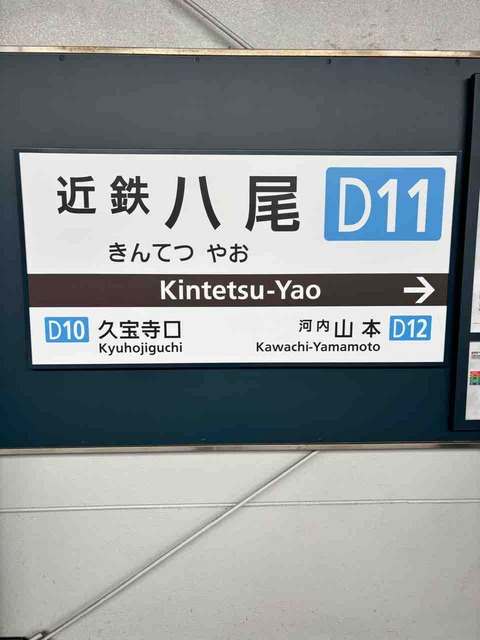 近鉄八尾 D11
きんてつ やお
Kintetsu-Yao →
D10 久宝寺口 河内山本 D12
Kyuhojiguchi Kawachi-Yamamoto